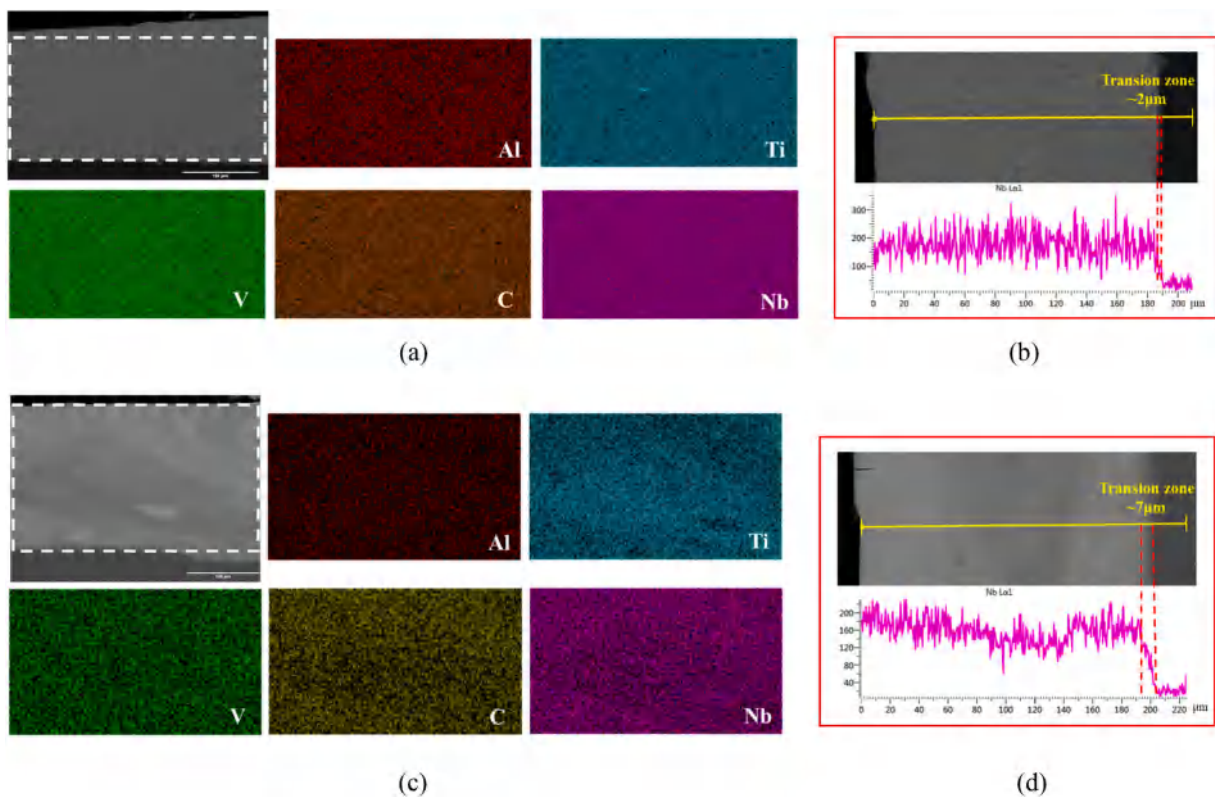 Al
Ti
V
C
Nb
(a)
Transion zone
~2μm
Nb Lα1
300
200
100
0 20 40 60 80 100 120 140 160 180 200 μm
(b)
Al
Ti
V
C
Nb
(c)
Transion zone
~7μm
Nb Lα1
200
160
120
80
40
0 20 40 60 80 100 120 140 160 180 200 220 μm
(d)